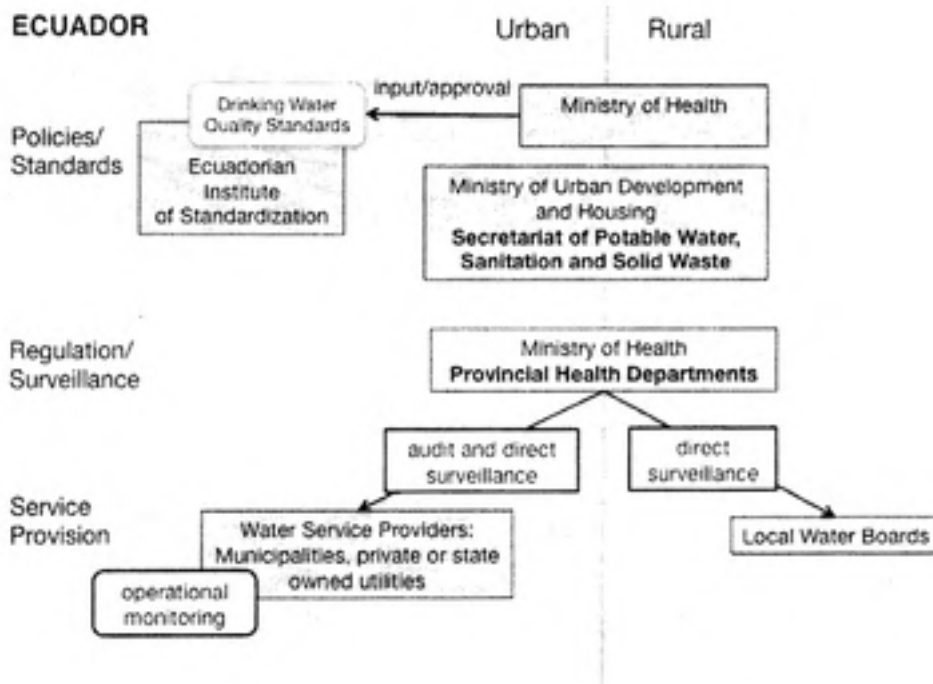 ECUADOR
Urban
Rural
input/approval
Drinking Water
Quality Standards
Ministry of Health
Policies/
Standards
Ecuadorian
Institute
of Standardization
Ministry of Urban Development
and Housing
Secretariat of Potable Water,
Sanitation and Solid Waste
Regulation/
Surveillance
Ministry of Health
Provincial Health Departments
audit and direct
surveillance
direct
surveillance
Service
Provision
Water Service Providers:
Municipalities, private or state
owned utilities
Local Water Boards
operational
monitoring